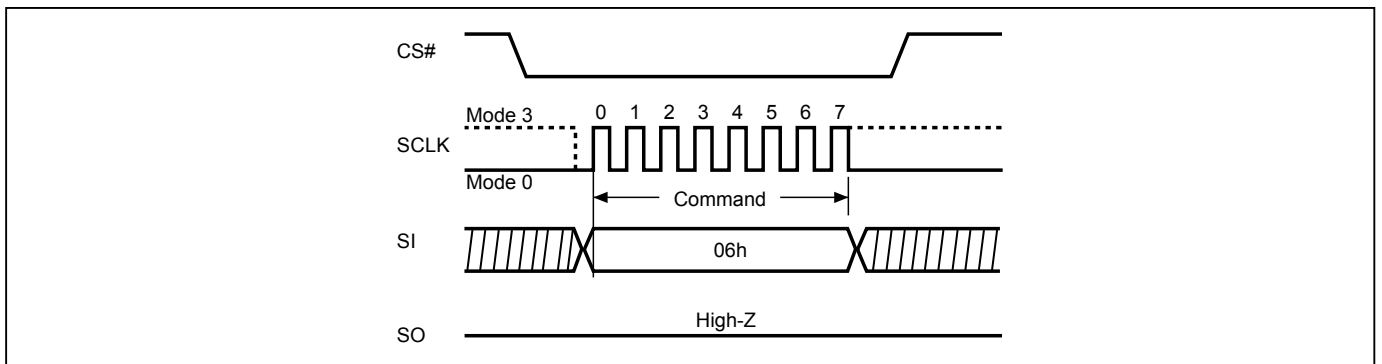 CS#
Mode 3 0 1 2 3 4 5 6 7
SCLK
Mode 0
Command
SI
06h
High-Z
SO